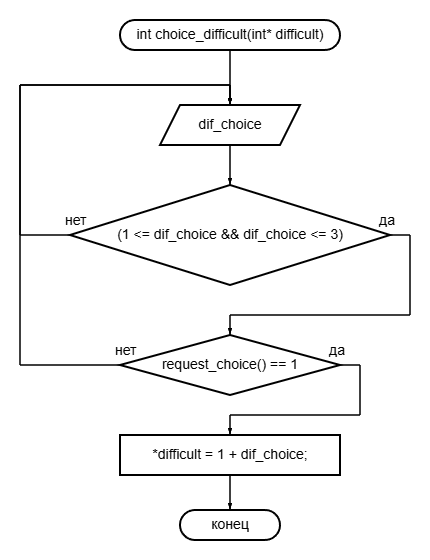 int choice_difficult(int* difficult)
dif_choice
нет
да
(1 <= dif_choice && dif_choice <= 3)
нет
да
request_choice() == 1
*difficult = 1 + dif_choice;
конец